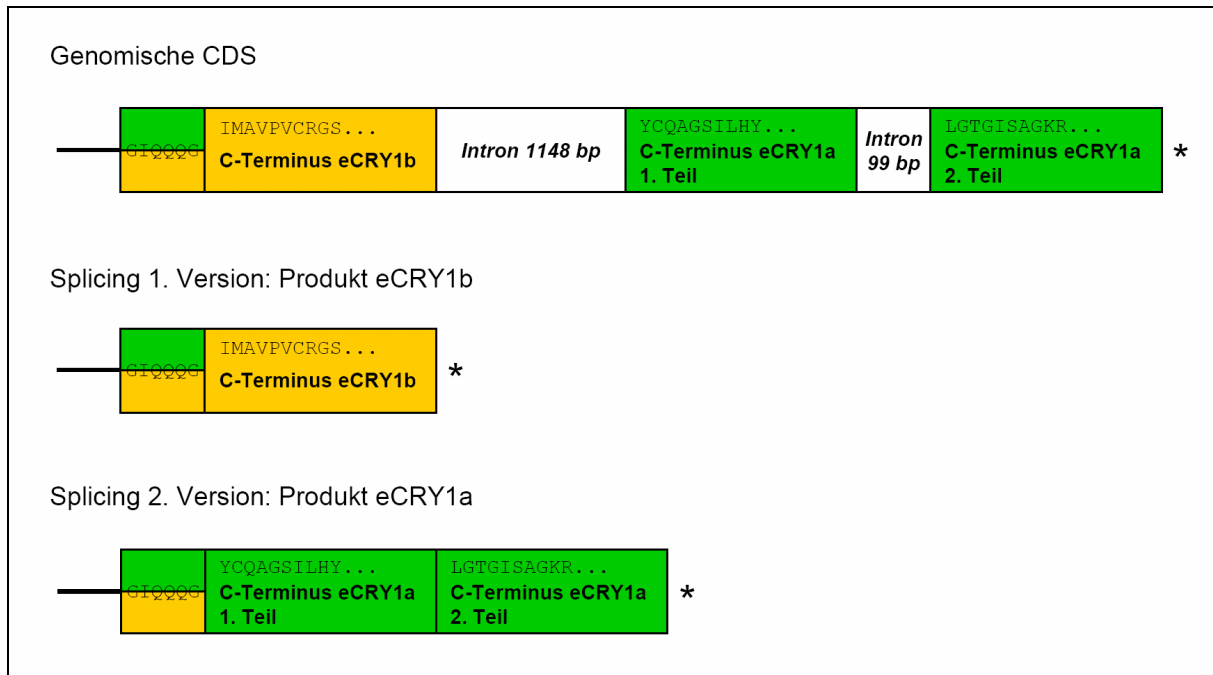 Genomische CDS
GIQQQG
IMAVPVCRGS...
C-Terminus eCRY1b
Intron 1148 bp
YCQAGSILHY...
C-Terminus eCRY1a
1. Teil
Intron
99 bp
LGTGISAGKR...
C-Terminus eCRY1a
2. Teil
*
Splicing 1. Version: Produkt eCRY1b
GIQQQG
IMAVPVCRGS...
C-Terminus eCRY1b
*
Splicing 2. Version: Produkt eCRY1a
GIQQQG
YCQAGSILHY...
C-Terminus eCRY1a
1. Teil
LGTGISAGKR...
C-Terminus eCRY1a
2. Teil
*